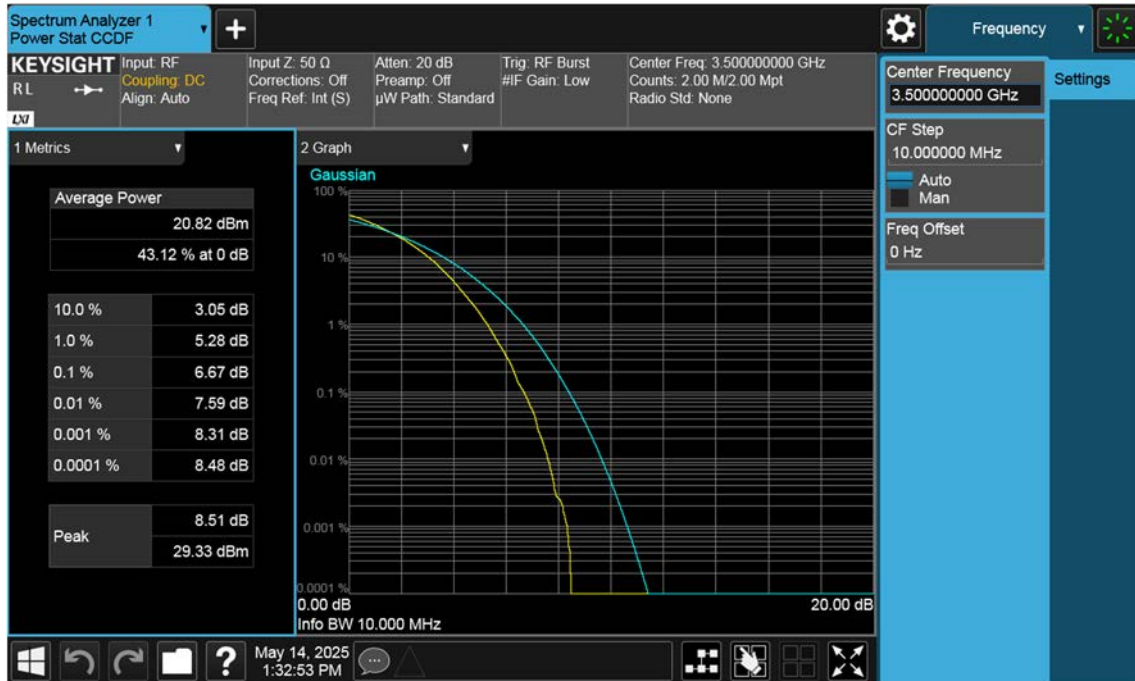 Spectrum Analyzer 1
Power Stat CCDF
Frequency
KEYSIGHT
RL
LXI
Input: RF
Coupling: DC
Align: Auto
Input Z: 50 Ω
Corrections: Off
Freq Ref: Int (S)
Atten: 20 dB
Preamp: Off
µW Path: Standard
Trig: RF Burst
#IF Gain: Low
Center Freq: 3.500000000 GHz
Counts: 2.00 M/2.00 Mpt
Radio Std: None
Center Frequency
3.500000000 GHz
Settings
CF Step
10.000000 MHz
Auto
Man
Freq Offset
0 Hz
1 Metrics
Average Power
20.82 dBm
43.12 % at 0 dB
10.0 % 3.05 dB
1.0 % 5.28 dB
0.1 % 6.67 dB
0.01 % 7.59 dB
0.001 % 8.31 dB
0.0001 % 8.48 dB
Peak 8.51 dB
29.33 dBm
2 Graph
Gaussian
100 %
10 %
1 %
0.1 %
0.01 %
0.001 %
0.0001 %
0.00 dB 20.00 dB
Info BW 10.000 MHz
May 14, 2025
1:32:53 PM